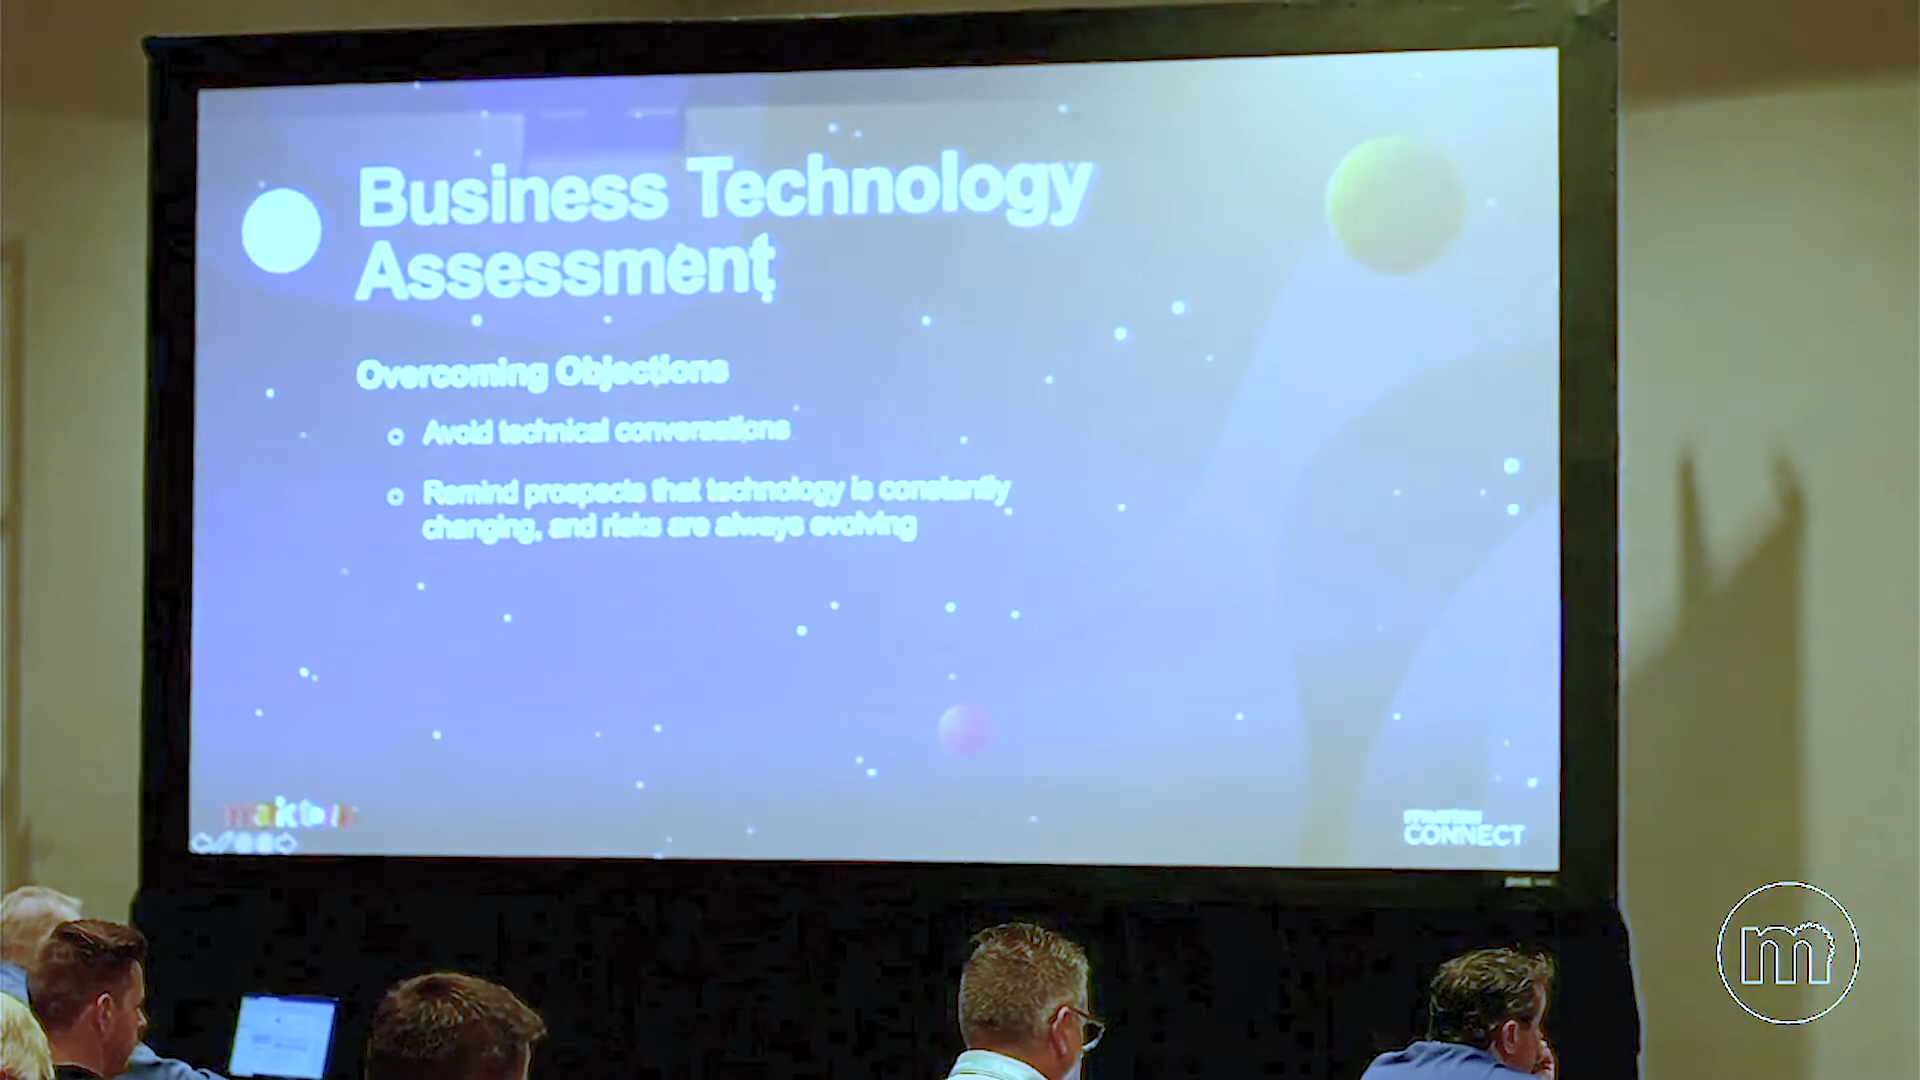 Business Technology
Assessment
Overcoming Objections
Avoid technical conversations
Remind prospects that technology is constantly
changing, and risks are always evolving
CONNECT
m